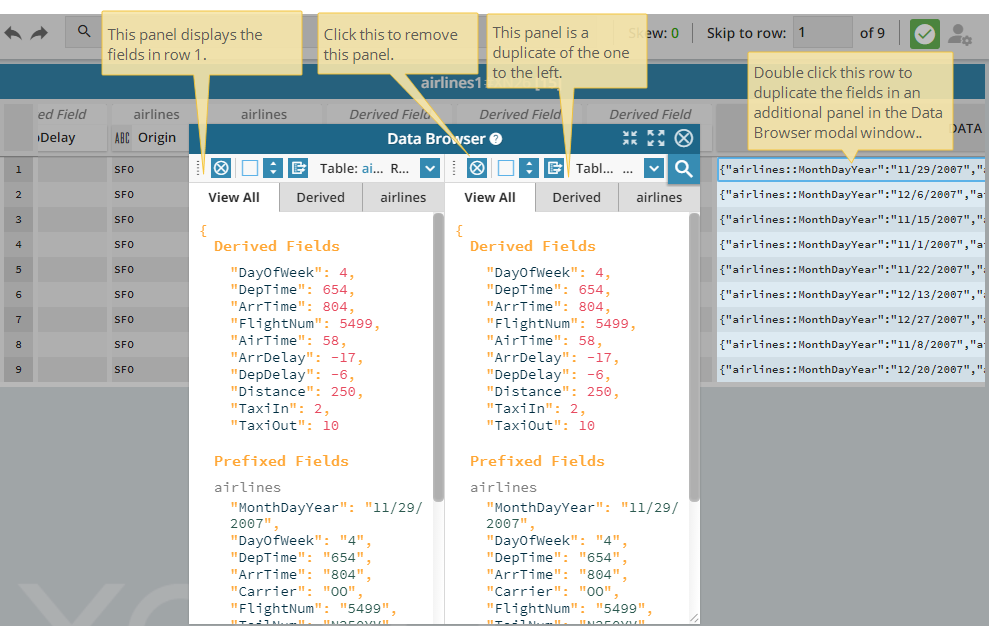 This panel displays the
fields in row 1.
Click this to remove
this panel.
This panel is a
duplicate of the one
to the left.
Skew: 0
Skip to row: 1 of 9
Double click this row to
duplicate the fields in an
additional panel in the Data
Browser modal window..
airlines1
Derived Field
airlines
airlines
Derived Field
Derived Field
Derived Field
pDelay
ABC Origin
DATA
1 SFO {"airlines::MonthDayYear":"11/29/2007","a
2 SFO {"airlines::MonthDayYear":"12/6/2007","ai
3 SFO {"airlines::MonthDayYear":"11/15/2007","a
4 SFO {"airlines::MonthDayYear":"11/1/2007","ai
5 SFO {"airlines::MonthDayYear":"11/22/2007","a
6 SFO {"airlines::MonthDayYear":"12/13/2007","a
7 SFO {"airlines::MonthDayYear":"12/27/2007","a
8 SFO {"airlines::MonthDayYear":"11/8/2007","ai
9 SFO {"airlines::MonthDayYear":"12/20/2007","a
Data Browser ?
Table: ai... R...
View All Derived airlines
{
Derived Fields
"DayOfWeek": 4,
"DepTime": 654,
"ArrTime": 804,
"FlightNum": 5499,
"AirTime": 58,
"ArrDelay": -17,
"DepDelay": -6,
"Distance": 250,
"TaxiIn": 2,
"TaxiOut": 10
Prefixed Fields
airlines
"MonthDayYear": "11/29/
2007",
"DayOfWeek": "4",
"DepTime": "654",
"ArrTime": "804",
"Carrier": "OO",
"FlightNum": "5499",
"TailNum": "N250YV"
Tabl... ...
View All Derived airlines
{
Derived Fields
"DayOfWeek": 4,
"DepTime": 654,
"ArrTime": 804,
"FlightNum": 5499,
"AirTime": 58,
"ArrDelay": -17,
"DepDelay": -6,
"Distance": 250,
"TaxiIn": 2,
"TaxiOut": 10
Prefixed Fields
airlines
"MonthDayYear": "11/29/
2007",
"DayOfWeek": "4",
"DepTime": "654",
"ArrTime": "804",
"Carrier": "OO",
"FlightNum": "5499",
"TailNum": "N250YV"